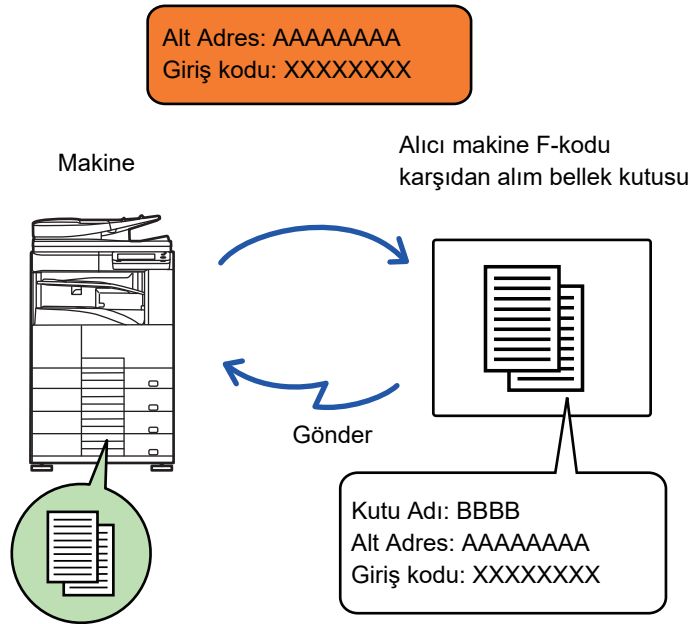 Alt Adres: AAAAAAAA
Giriş kodu: XXXXXXXX
Makine
Alıcı makine F-kodu
karşıdan alım bellek kutusu
Gönder
Kutu Adı: BBBB
Alt Adres: AAAAAAAA
Giriş kodu: XXXXXXXX